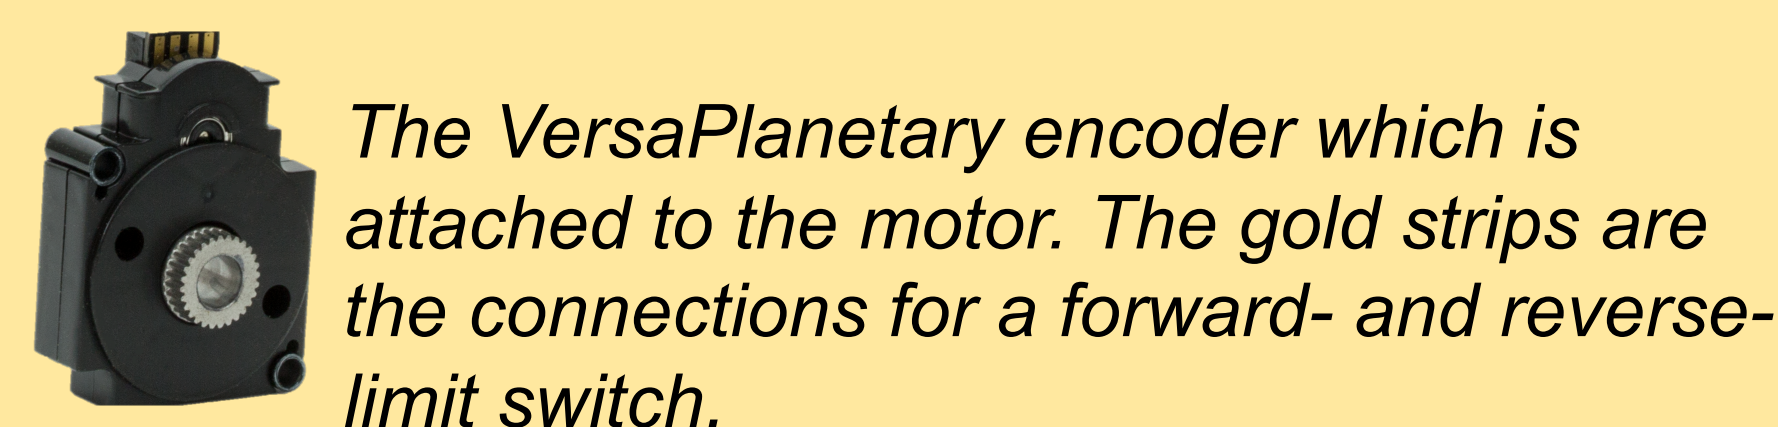 The VersaPlanetary encoder which is
attached to the motor. The gold strips are
the connections for a forward- and reverse-
limit switch.